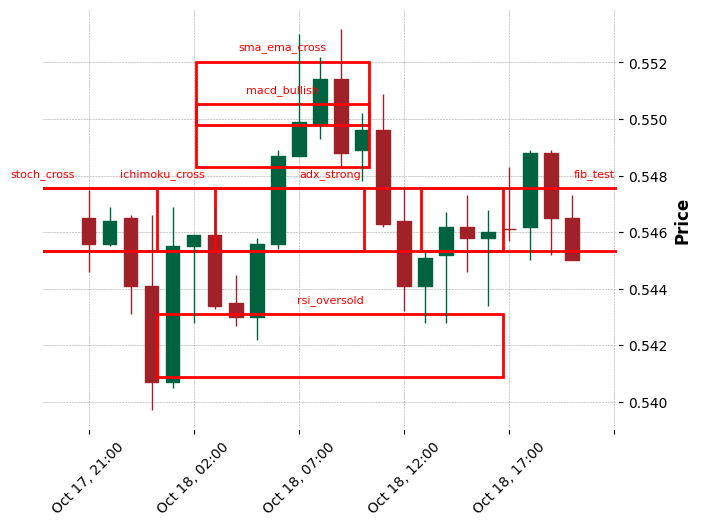 sma_ema_cross
0.552
macd_bullish
0.550
stoch_cross
ichimoku_cross
adx_strong
fib_test
0.548
0.546
Price
0.544
rsi_oversold
0.542
0.540
Oct 17, 21:00
Oct 18, 02:00
Oct 18, 07:00
Oct 18, 12:00
Oct 18, 17:00